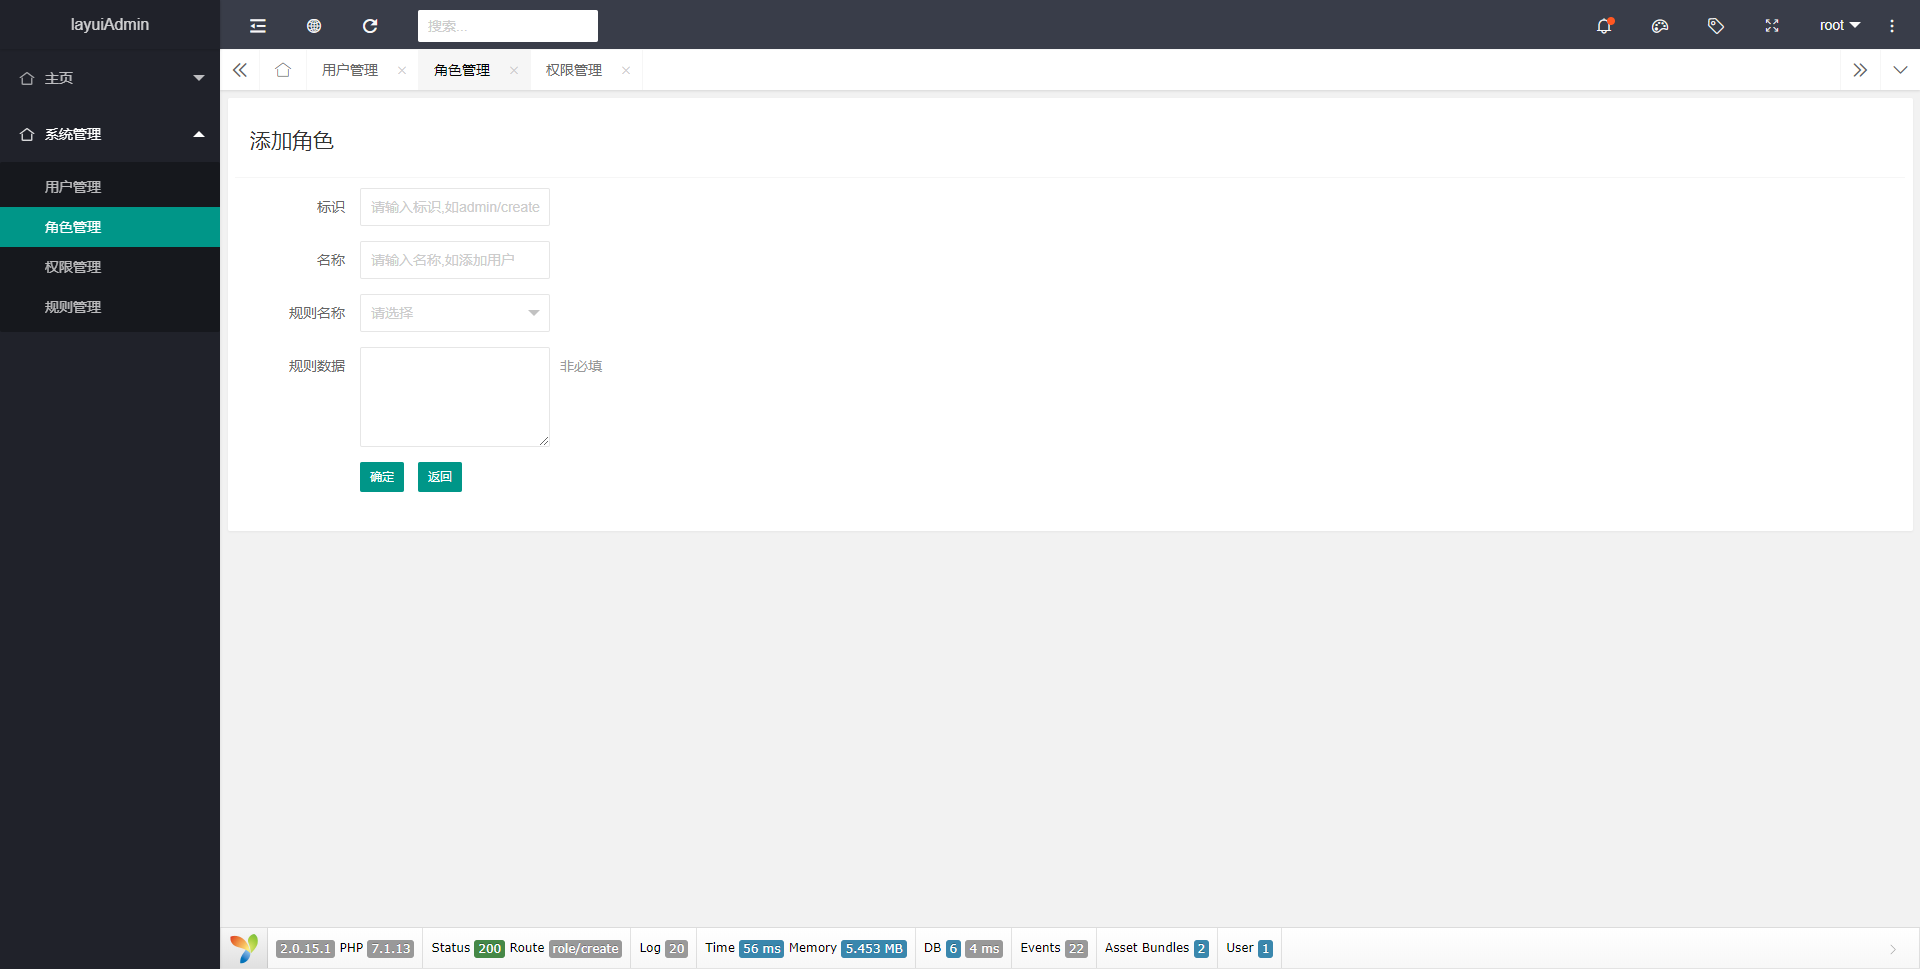 layuiAdmin
搜索...
root
主页
系统管理
用户管理
角色管理
权限管理
规则管理
用户管理
角色管理
权限管理
添加角色
标识
请输入标识,如admin/create
名称
请输入名称,如添加用户
规则名称
请选择
规则数据
非必填
确定 返回
2.0.15.1 PHP 7.1.13 Status 200 Route role/create Log 20 Time 56 ms Memory 5.453 MB DB 6 4 ms Events 22 Asset Bundles 2 User 1